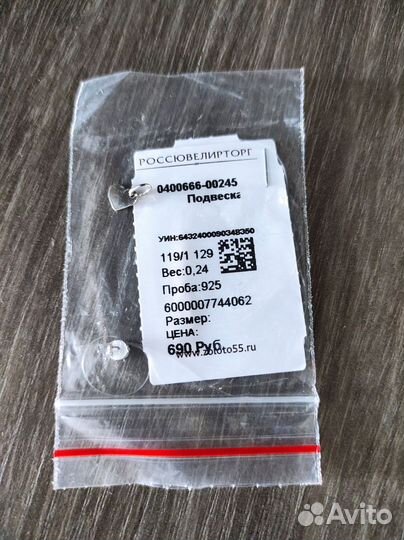 РОССЮВЕЛИРТОРГ
0400666-00245
Подвеска
УИН:6432400090348350
119/1 129
Вес:0,24
Проба:925
6000007744062
Размер:
ЦЕНА:
690 Руб
www.zoloto55.ru
Avito